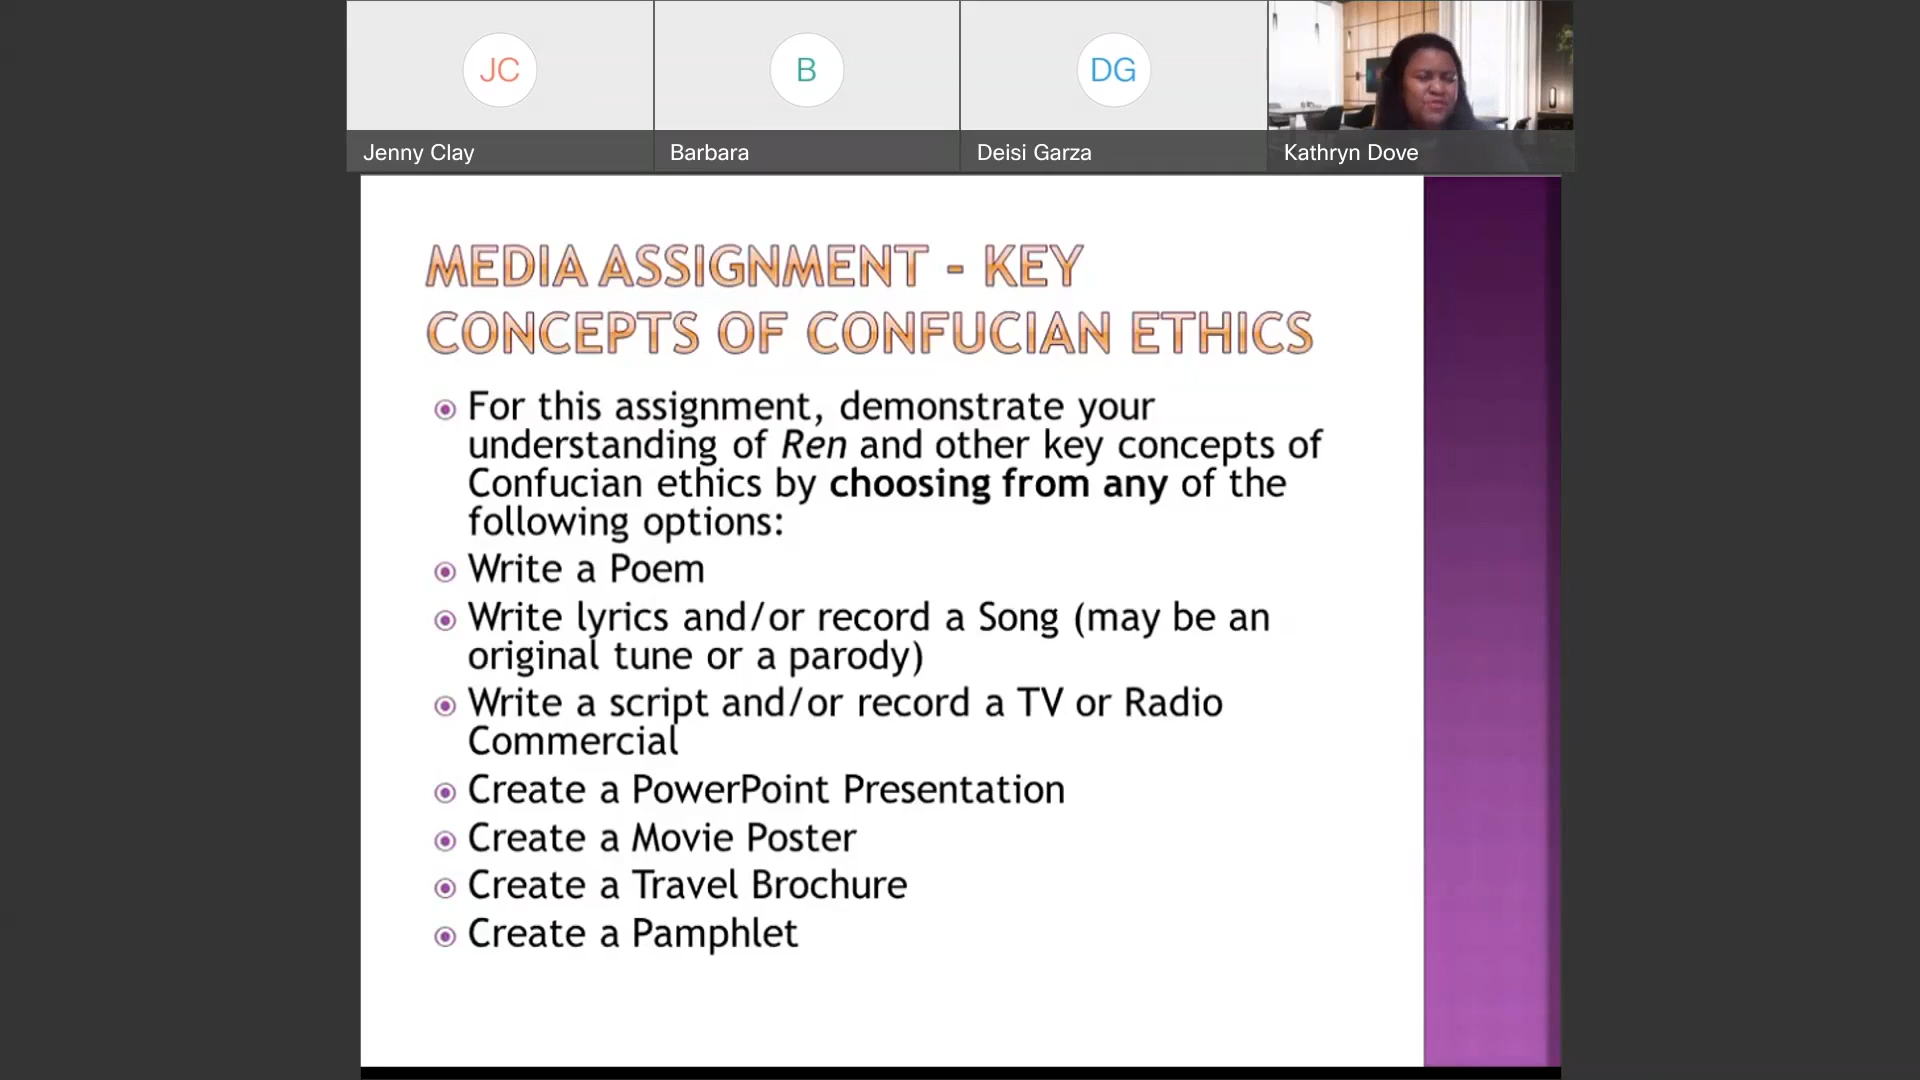 JC
B
DG
Jenny Clay
Barbara
Deisi Garza
Kathryn Dove
MEDIA ASSIGNMENT - KEY
CONCEPTS OF CONFUCIAN ETHICS
For this assignment, demonstrate your
understanding of Ren and other key concepts of
Confucian ethics by choosing from any of the
following options:
Write a Poem
Write lyrics and/or record a Song (may be an
original tune or a parody)
Write a script and/or record a TV or Radio
Commercial
Create a PowerPoint Presentation
Create a Movie Poster
Create a Travel Brochure
Create a Pamphlet